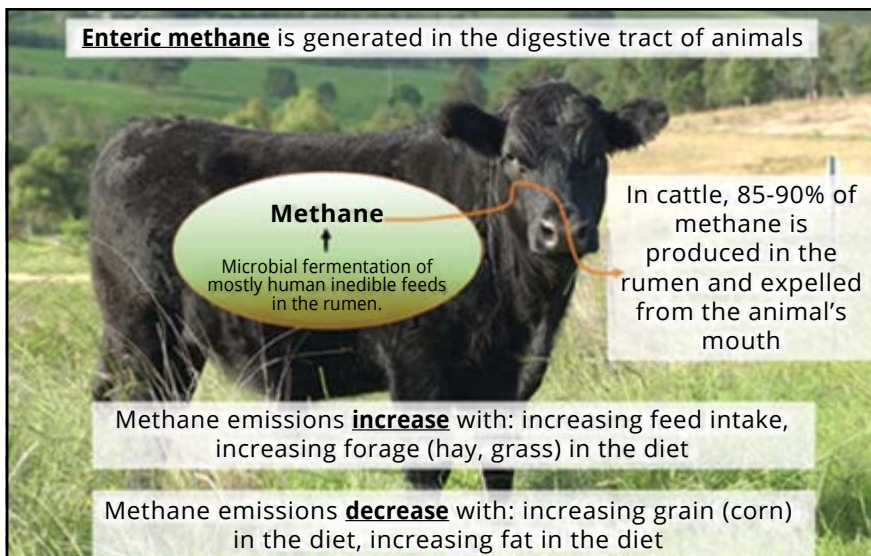 Enteric methane is generated in the digestive tract of animals
Methane
Microbial fermentation of
mostly human inedible feeds
in the rumen.
In cattle, 85-90% of
methane is
produced in the
rumen and expelled
from the animal's
mouth
Methane emissions increase with: increasing feed intake,
increasing forage (hay, grass) in the diet
Methane emissions decrease with: increasing grain (corn)
in the diet, increasing fat in the diet